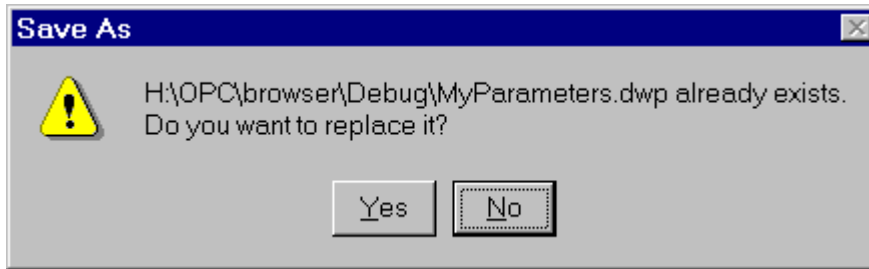 Save As
H:\OPC\browser\Debug\MyParameters.dwp already exists.
Do you want to replace it?
Yes No